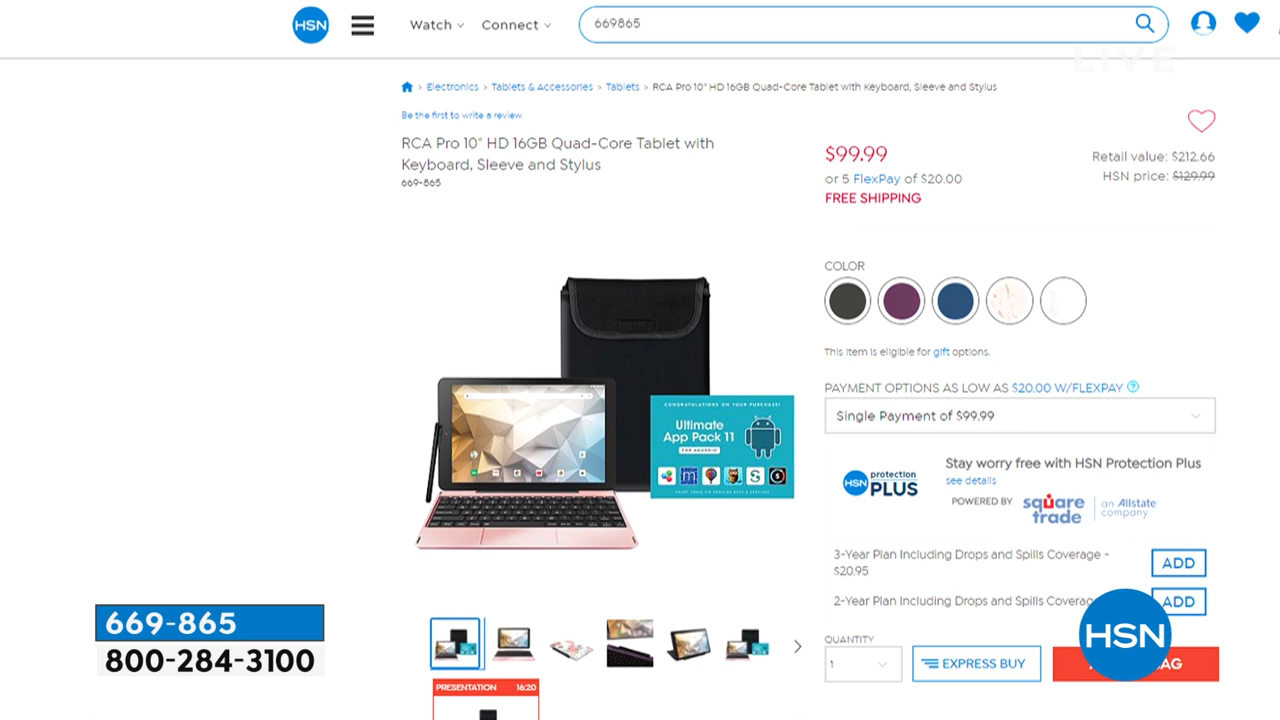 HSN
Watch
Connect
669865
LIVE
Electronics > Tablets & Accessories > Tablets > RCA Pro 10" HD 16GB Quad-Core Tablet with Keyboard, Sleeve and Stylus
Be the first to write a review
RCA Pro 10" HD 16GB Quad-Core Tablet with
Keyboard, Sleeve and Stylus
669-865
$99.99
or 5 FlexPay of $20.00
FREE SHIPPING
Retail value: $212.66
HSN price: $129.99
COLOR
This item is eligible for gift options.
PAYMENT OPTIONS AS LOW AS $20.00 W/FLEXPAY ?
Single Payment of $99.99
CONGRATULATIONS ON YOUR PURCHASE!
Ultimate
App Pack 11
FOR ANDROID
HSN protection PLUS
Stay worry free with HSN Protection Plus
see details
POWERED BY square trade an Allstate company
3-Year Plan Including Drops and Spills Coverage -
$20.95
ADD
2-Year Plan Including Drops and Spills
ADD
QUANTITY
1
EXPRESS BUY
AG
HSN
669-865
800-284-3100
PRESENTATION 16:20